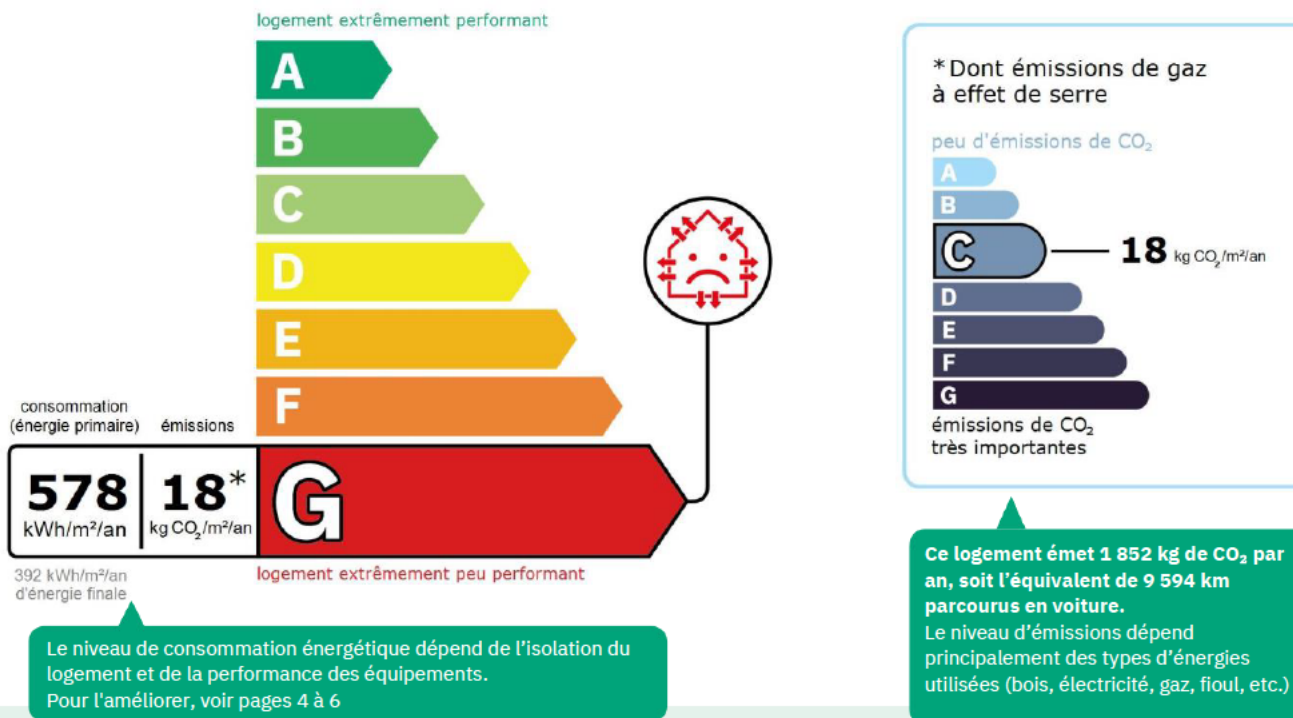 logement extrêmement performant
A
B
C
D
E
F
consommation
(énergie primaire)
émissions
578
kWh/m²/an
18*
kg CO₂/m²/an
G
392 kWh/m²/an
d'énergie finale
logement extrêmement peu performant
Le niveau de consommation énergétique dépend de l'isolation du
logement et de la performance des équipements.
Pour l'améliorer, voir pages 4 à 6
*Dont émissions de gaz
à effet de serre
peu d'émissions de CO₂
A
B
C
18 kg CO₂/m²/an
D
E
F
G
émissions de CO₂
très importantes
Ce logement émet 1 852 kg de CO₂ par
an, soit l'équivalent de 9 594 km
parcourus en voiture.
Le niveau d'émissions dépend
principalement des types d'énergies
utilisées (bois, électricité, gaz, fioul, etc.)